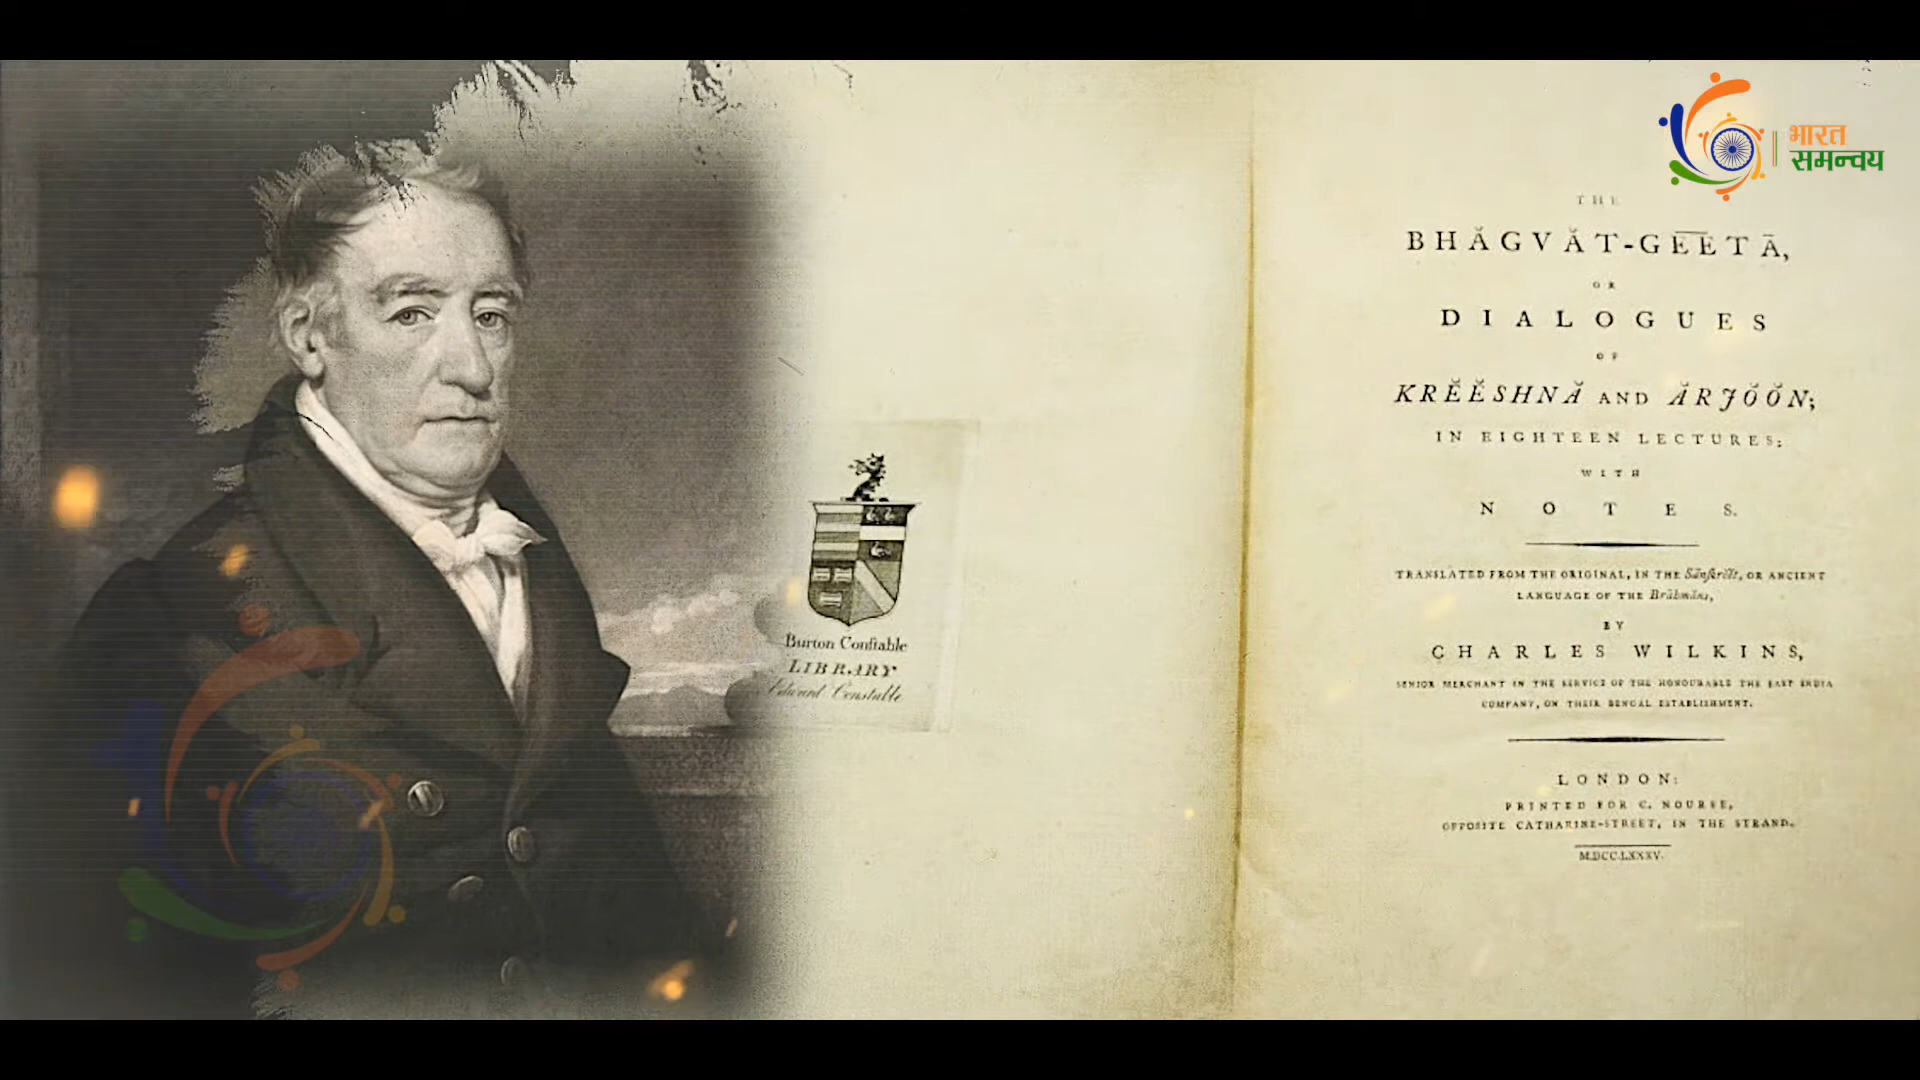 भारत
समन्वय
Burton Conſtable
LIBRARY
Edward Constable
THE
BHĂGVĂT-GĒĒTĀ,
OR
DIALOGUES
OF
KRĔĔSHNĂ AND ĂRJŎŎN;
IN EIGHTEEN LECTURES;
WITH
NOTES.
TRANSLATED FROM THE ORIGINAL, IN THE Sănſkrĕĕt, OR ANCIENT
LANGUAGE OF THE Brăhmăns,
BY
CHARLES WILKINS,
SENIOR MERCHANT IN THE SERVICE OF THE HONOURABLE THE EAST INDIA
COMPANY, ON THEIR BENGAL ESTABLISHMENT.
LONDON:
PRINTED FOR C. NOURSE,
OPPOSITE CATHARINE-STREET, IN THE STRAND.
M.DCC.LXXXV.